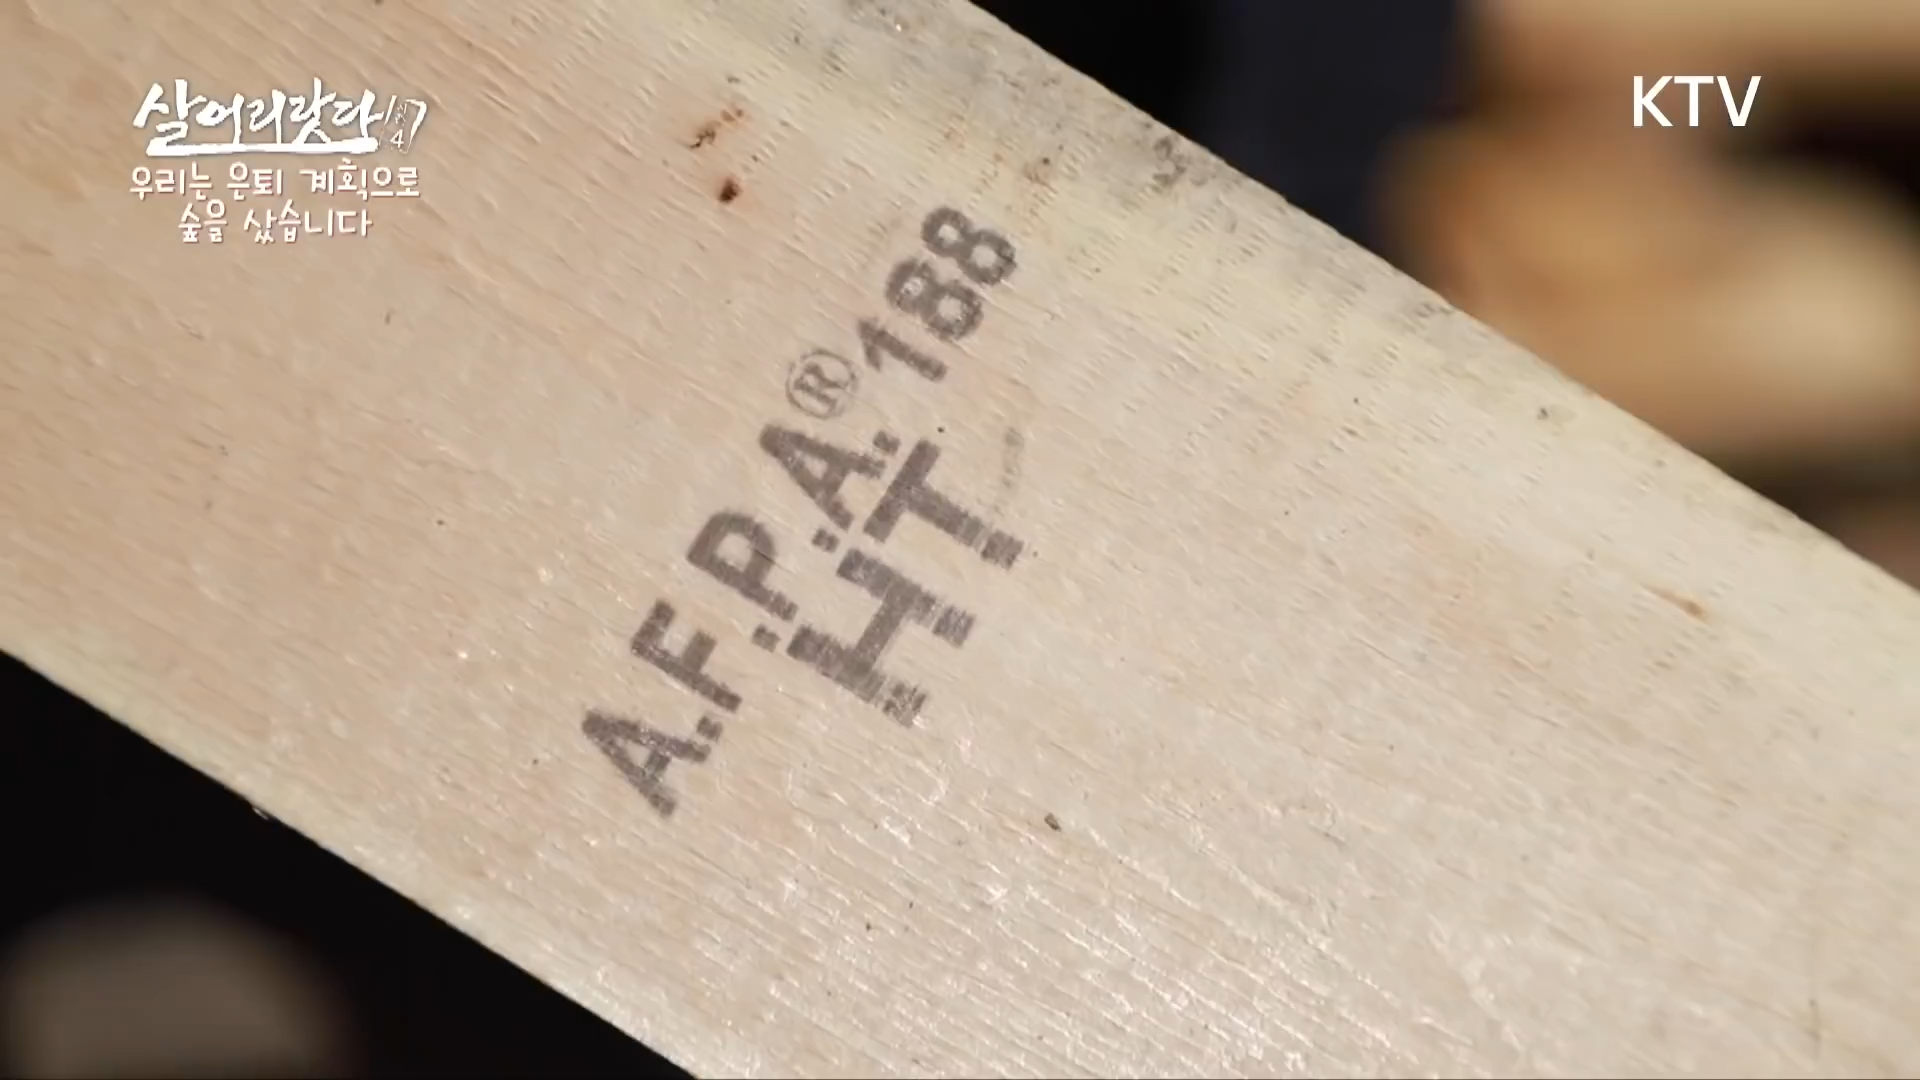 살어리랏다
시즌4
우리는 은퇴 계획으로
숲을 샀습니다
KTV
A.F.P.A.® 188
HT